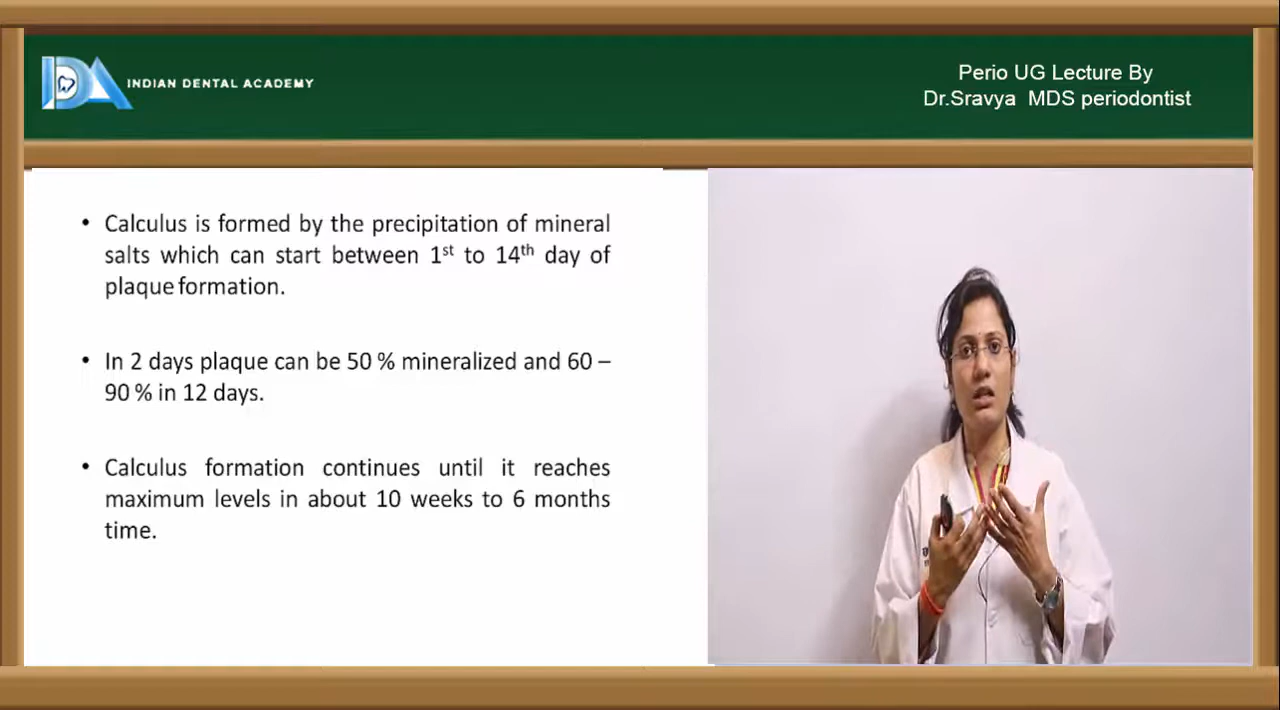 IDA
INDIAN DENTAL ACADEMY
Perio UG Lecture By
Dr.Sravya MDS periodontist
• Calculus is formed by the precipitation of mineral
salts which can start between 1st to 14th day of
plaque formation.
• In 2 days plaque can be 50 % mineralized and 60 –
90 % in 12 days.
• Calculus formation continues until it reaches
maximum levels in about 10 weeks to 6 months
time.